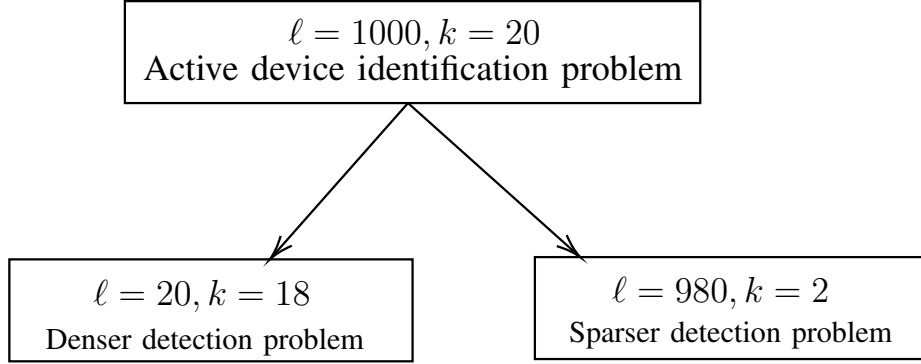 ℓ = 1000, k = 20
Active device identification problem
ℓ = 20, k = 18
Denser detection problem
ℓ = 980, k = 2
Sparser detection problem